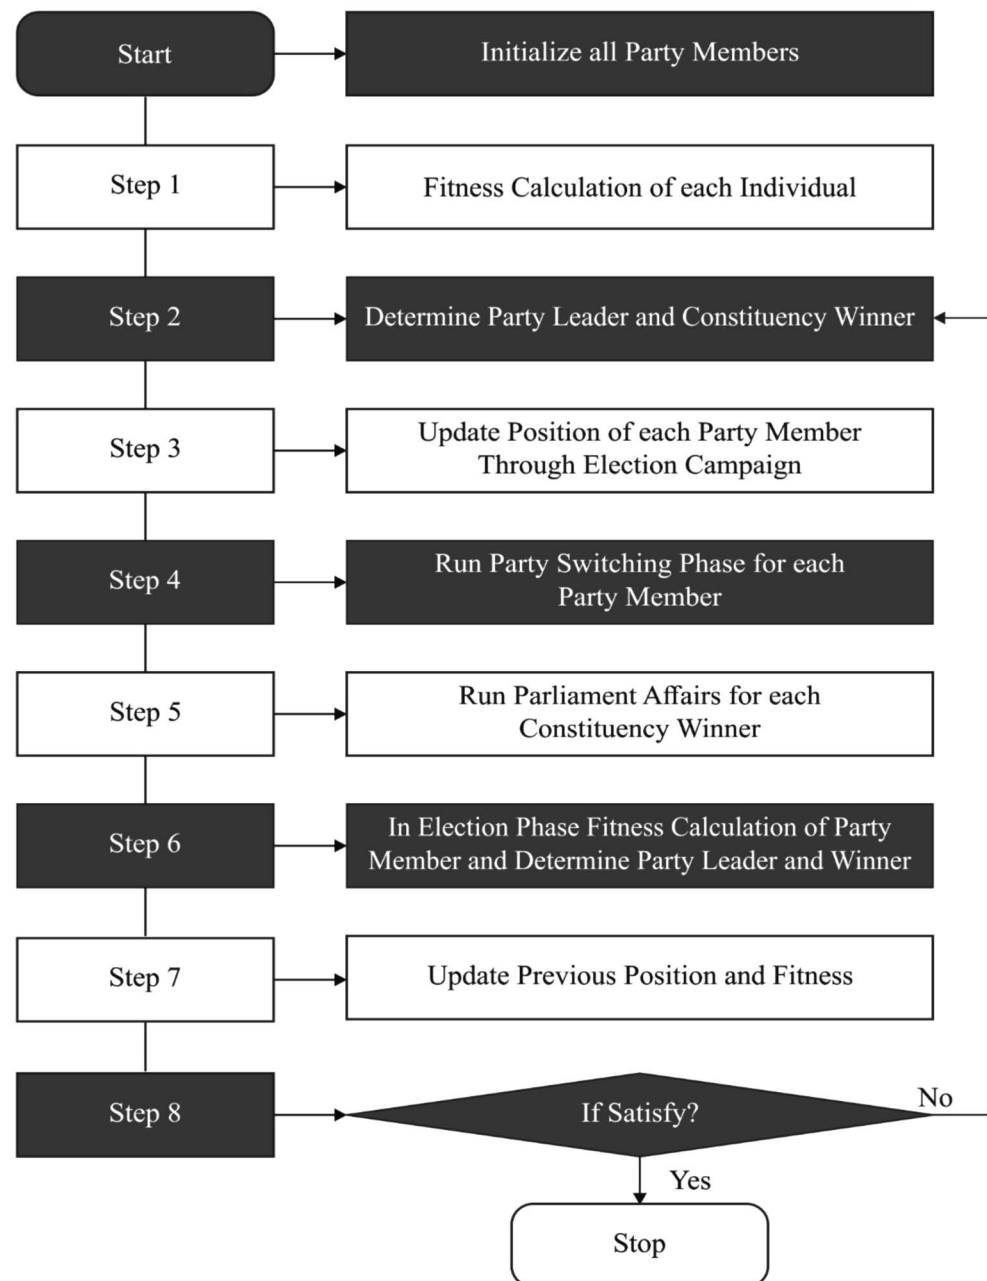 Start
Initialize all Party Members
Step 1
Fitness Calculation of each Individual
Step 2
Determine Party Leader and Constituency Winner
Step 3
Update Position of each Party Member
Through Election Campaign
Step 4
Run Party Switching Phase for each
Party Member
Step 5
Run Parliament Affairs for each
Constituency Winner
Step 6
In Election Phase Fitness Calculation of Party
Member and Determine Party Leader and Winner
Step 7
Update Previous Position and Fitness
Step 8
If Satisfy?
No
Yes
Stop